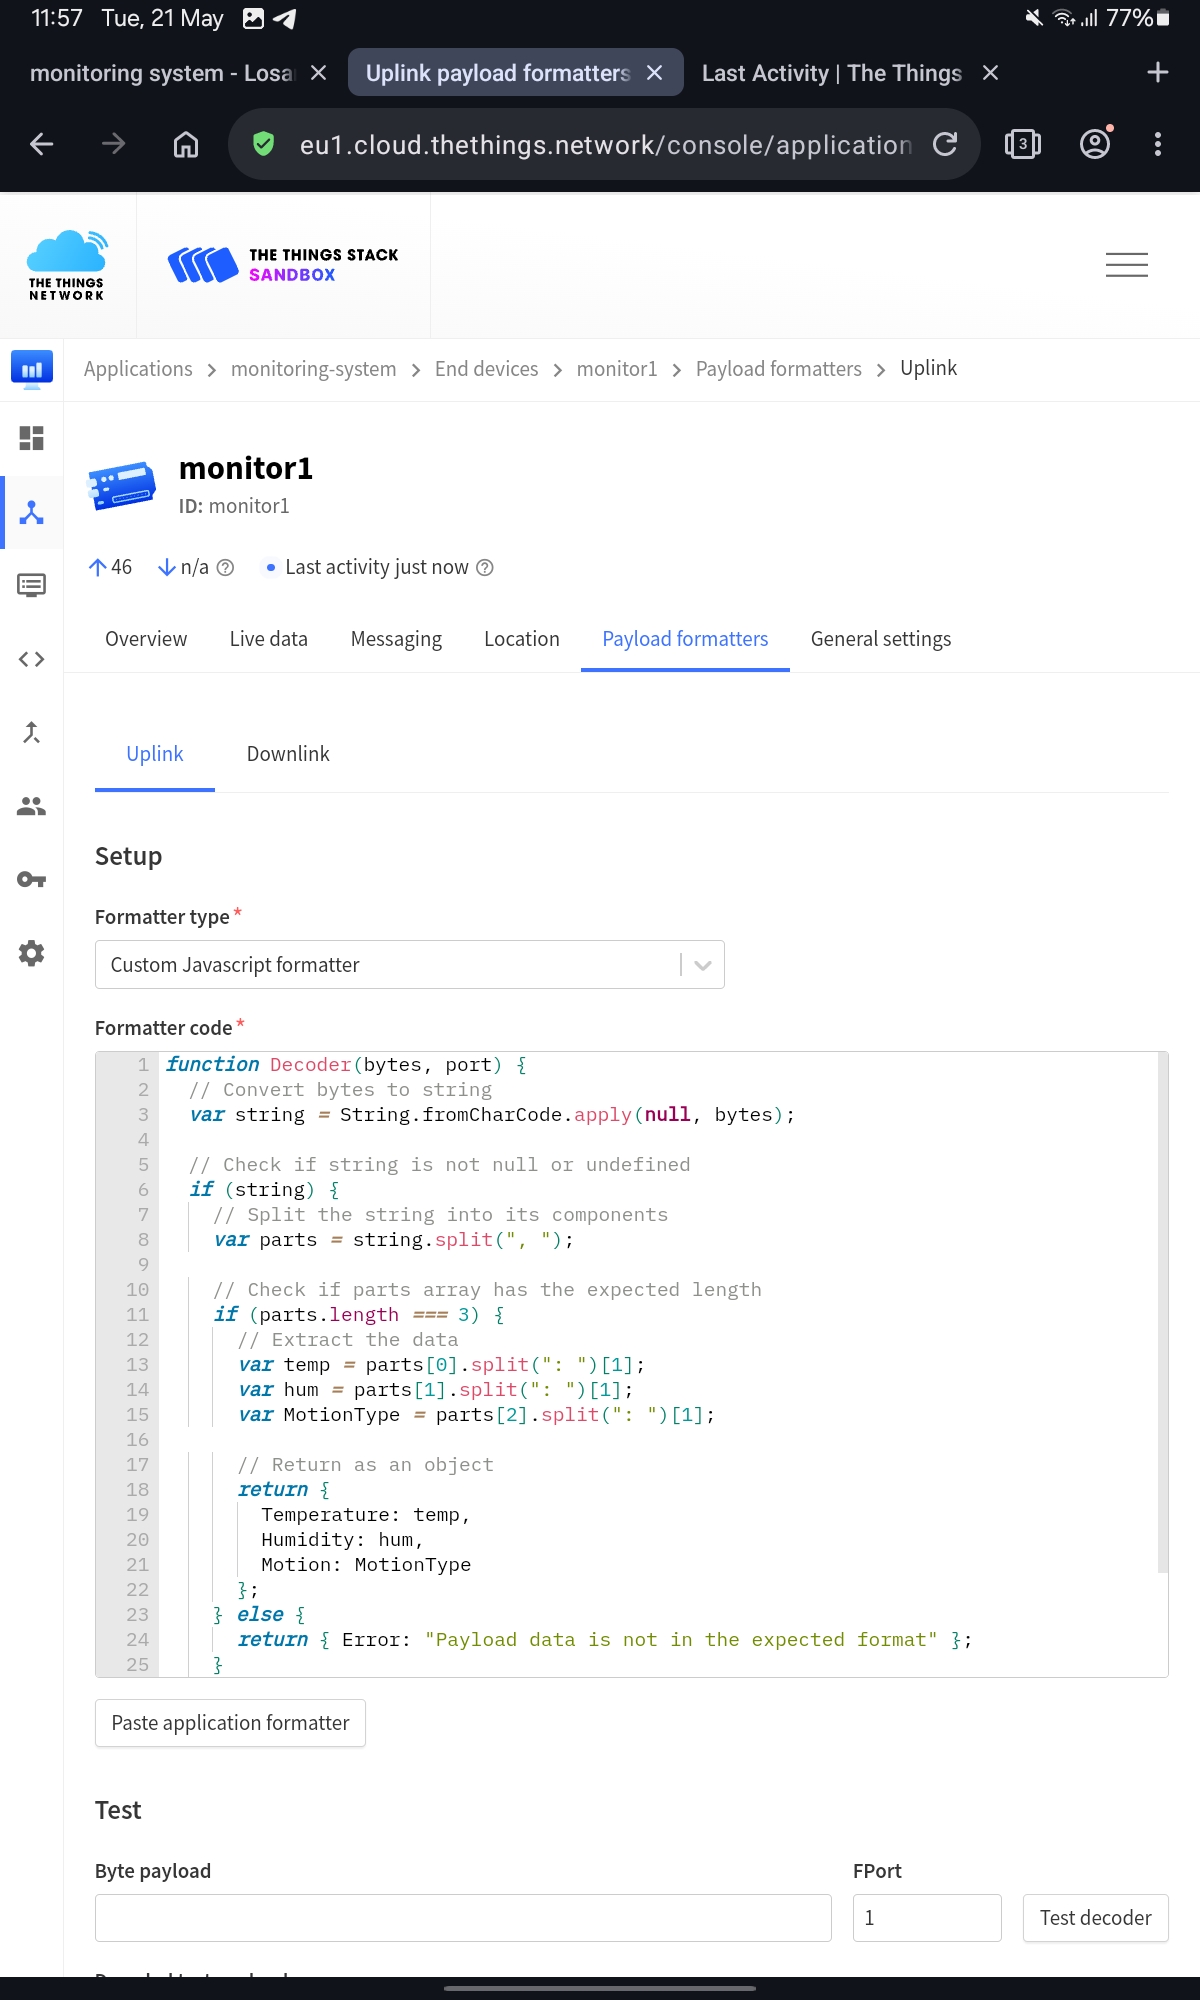 11:57 Tue, 21 May 77%
monitoring system - Losa
Uplink payload formatters
Last Activity | The Things
eu1.cloud.thethings.network/console/application
3
THE THINGS
NETWORK
THE THINGS STACK
SANDBOX
Applications > monitoring-system > End devices > monitor1 > Payload formatters > Uplink
monitor1
ID: monitor1
46 n/a Last activity just now
Overview Live data Messaging Location Payload formatters General settings
Uplink Downlink
Setup
Formatter type*
Custom Javascript formatter
Formatter code*
1 function Decoder(bytes, port) {
2 // Convert bytes to string
3 var string = String.fromCharCode.apply(null, bytes);
4
5 // Check if string is not null or undefined
6 if (string) {
7 // Split the string into its components
8 var parts = string.split(", ");
9
10 // Check if parts array has the expected length
11 if (parts.length === 3) {
12 // Extract the data
13 var temp = parts[0].split(": ")[1];
14 var hum = parts[1].split(": ")[1];
15 var MotionType = parts[2].split(": ")[1];
16
17 // Return as an object
18 return {
19 Temperature: temp,
20 Humidity: hum,
21 Motion: MotionType
22 };
23 } else {
24 return { Error: "Payload data is not in the expected format" };
25 }
Paste application formatter
Test
Byte payload FPort
1 Test decoder